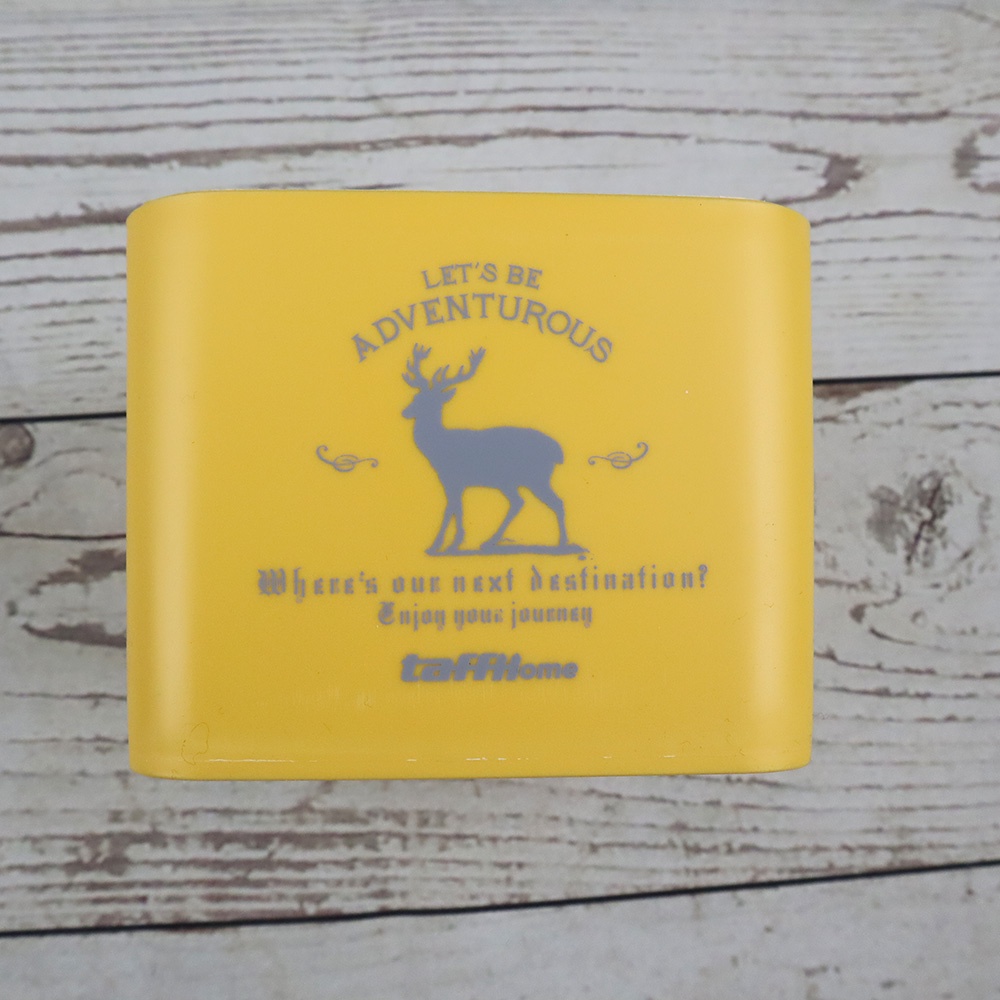 LET'S BE
ADVENTUROUS
Where's our next destination?
Enjoy your journey
taffHome